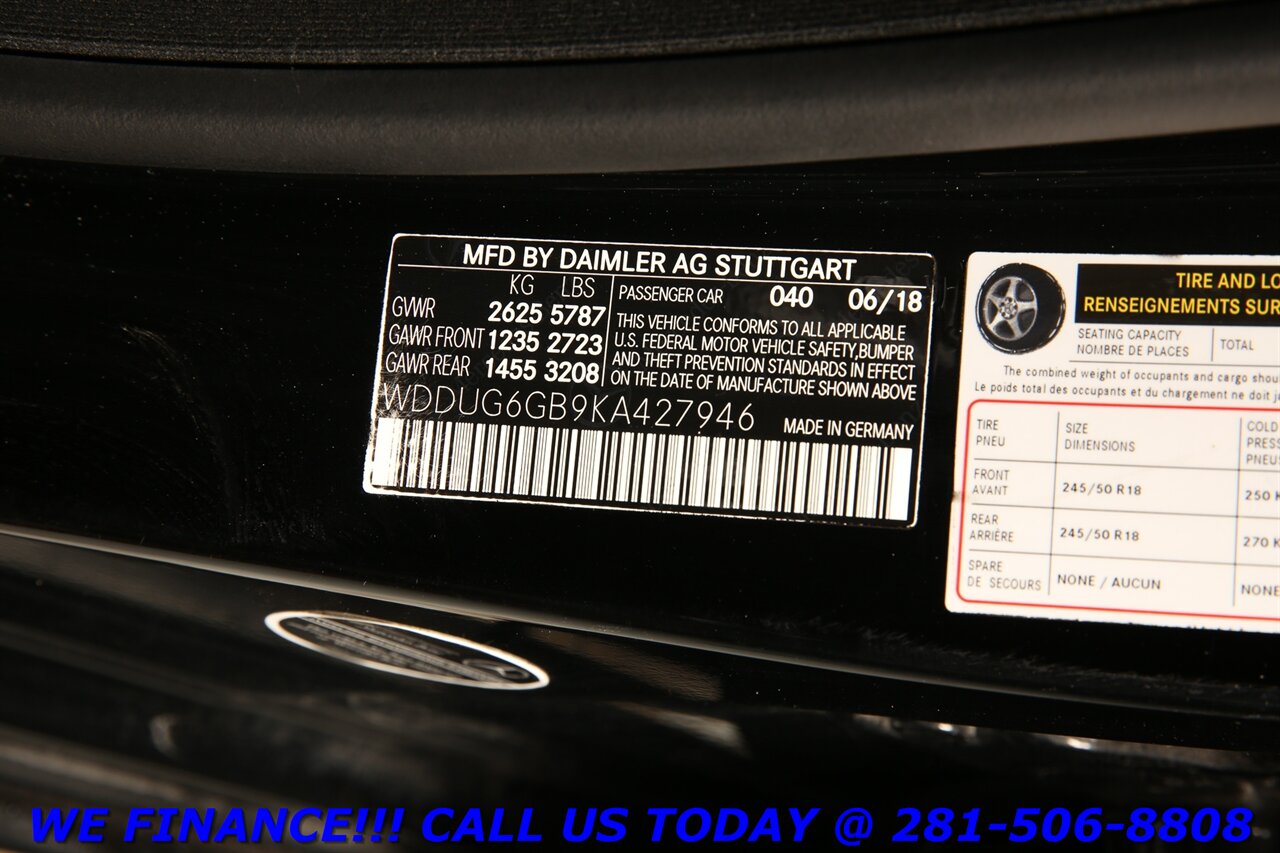 MFD BY DAIMLER AG STUTTGART
KG LBS
GVWR 2625 5787
GAWR FRONT 1235 2723
GAWR REAR 1455 3208
PASSENGER CAR 040 06/18
THIS VEHICLE CONFORMS TO ALL APPLICABLE
U.S. FEDERAL MOTOR VEHICLE SAFETY,BUMPER
AND THEFT PREVENTION STANDARDS IN EFFECT
ON THE DATE OF MANUFACTURE SHOWN ABOVE
WDDUG6GB9KA427946 MADE IN GERMANY
TIRE AND LO
RENSEIGNEMENTS SUR
SEATING CAPACITY
NOMBRE DE PLACES
TOTAL
The combined weight of occupants and cargo shou
Le poids total des occupants et du chargement ne doit j
TIRE
PNEU
SIZE
DIMENSIONS
COLD
PRESS
PNEUS
FRONT
AVANT
245/50 R18
250 K
REAR
ARRIÈRE
245/50 R18
270 K
SPARE
DE SECOURS
NONE / AUCUN
NONE
WE FINANCE!!! CALL US TODAY @ 281-506-8808